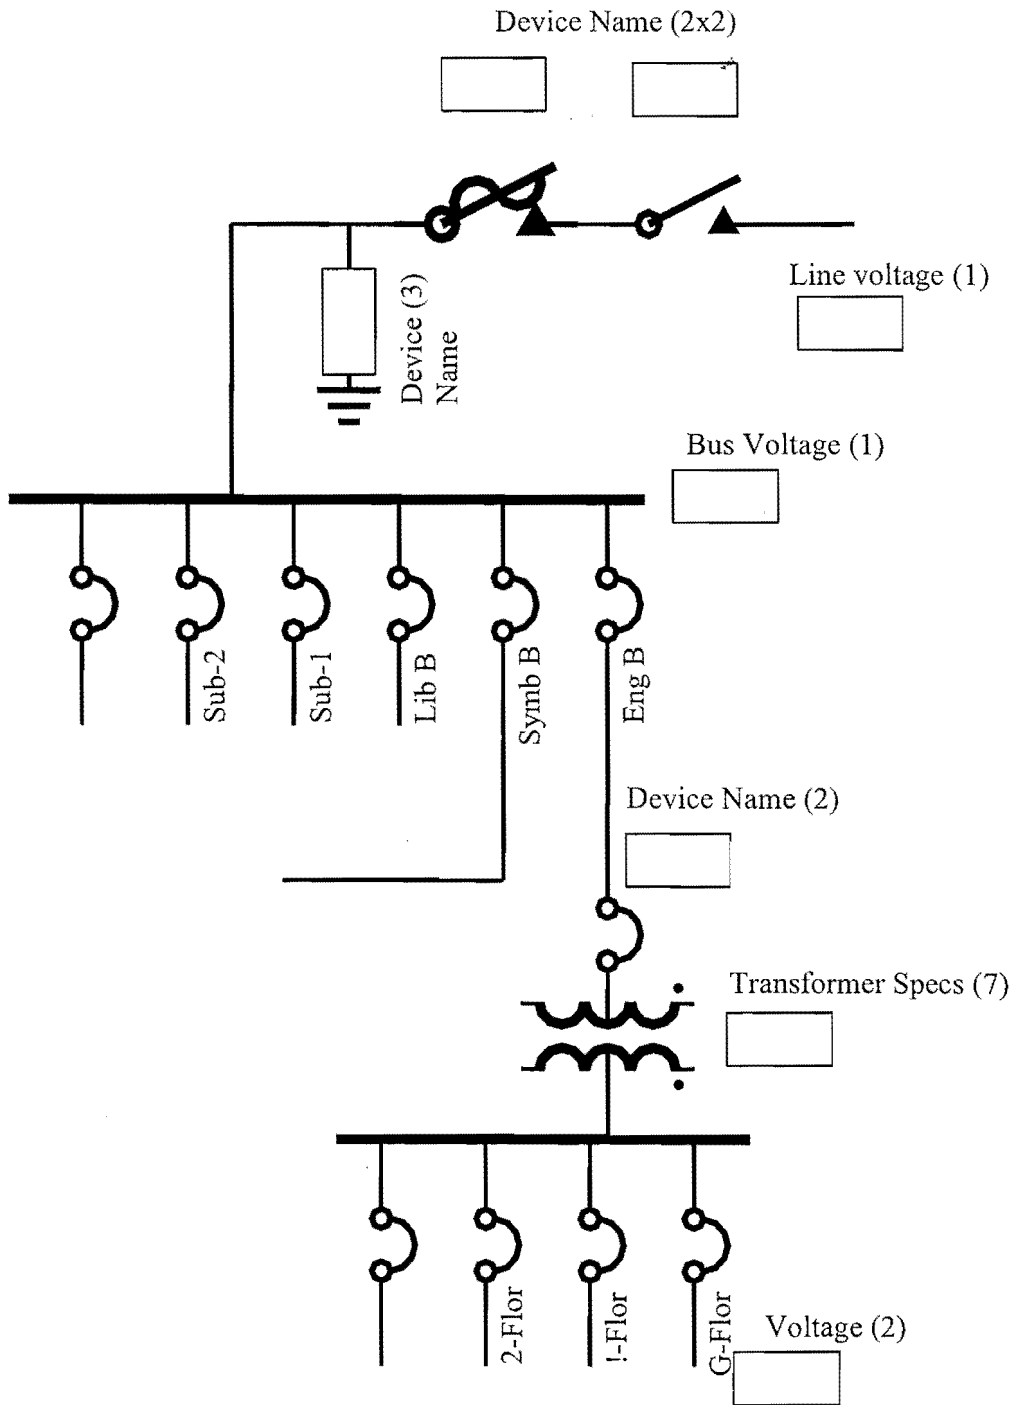 Device Name (2x2)
Line voltage (1)
Device (3)
Name
Bus Voltage (1)
Sub-2
Sub-1
Lib B
Symb B
Eng B
Device Name (2)
Transformer Specs (7)
2-Flor
!-Flor
G-Flor
Voltage (2)